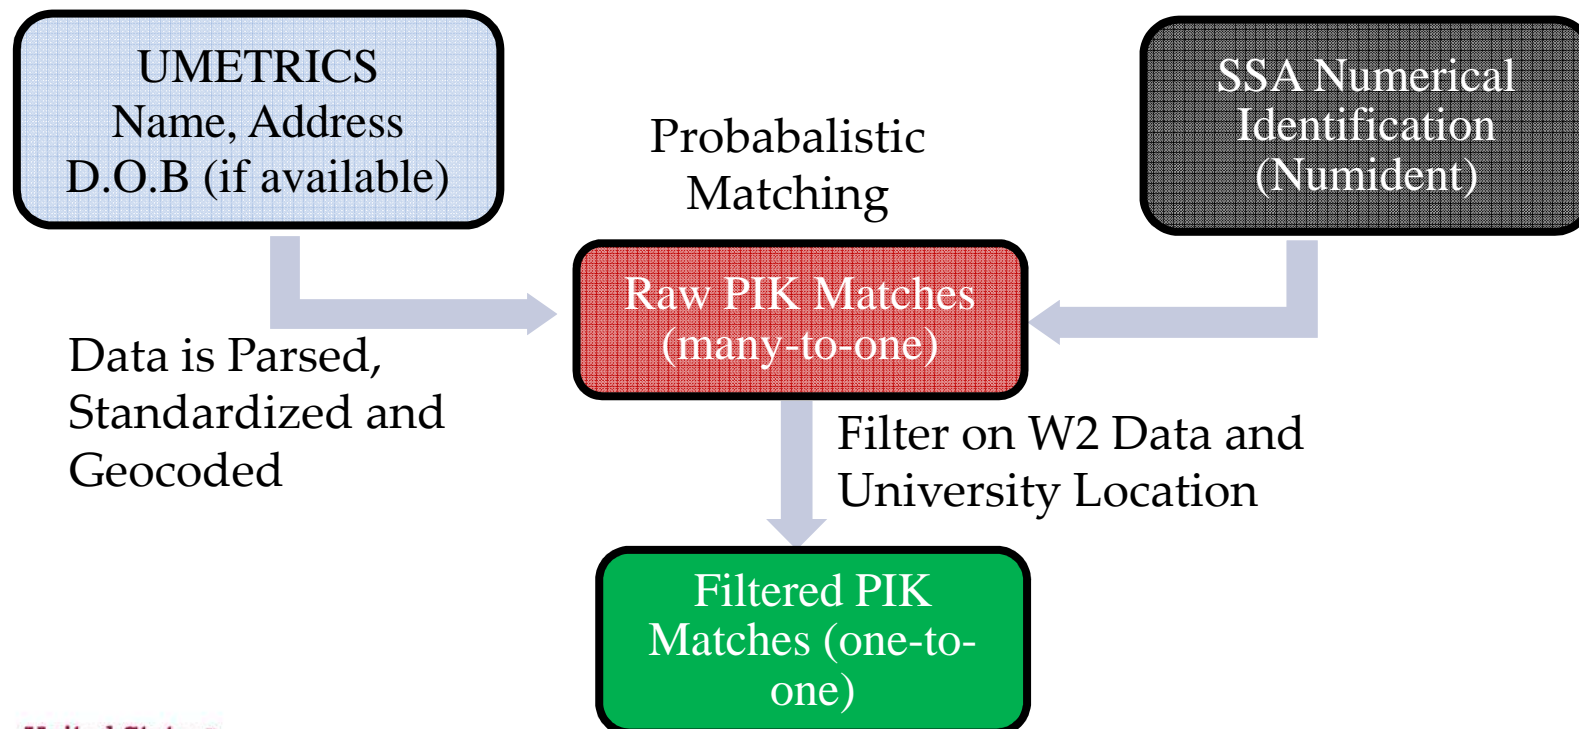 UMETRICS
Name, Address
D.O.B (if available)
Probabalistic
Matching
SSA Numerical
Identification
(Numident)
Raw PIK Matches
(many-to-one)
Data is Parsed,
Standardized and
Geocoded
Filter on W2 Data and
University Location
Filtered PIK
Matches (one-to-
one)